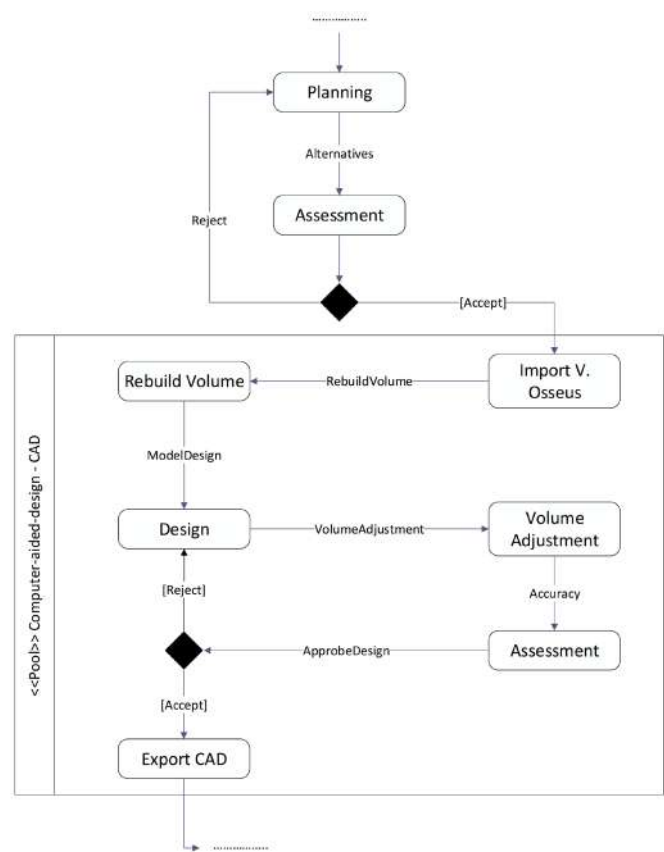 ................
Planning
Alternatives
Reject
Assessment
[Accept]
<<Pool>> Computer-aided-design - CAD
Rebuild Volume
RebuildVolume
Import V.
Osseus
ModelDesign
Design
VolumeAdjustment
Volume
Adjustment
[Reject]
Accuracy
ApprobeDesign
Assessment
[Accept]
Export CAD
................